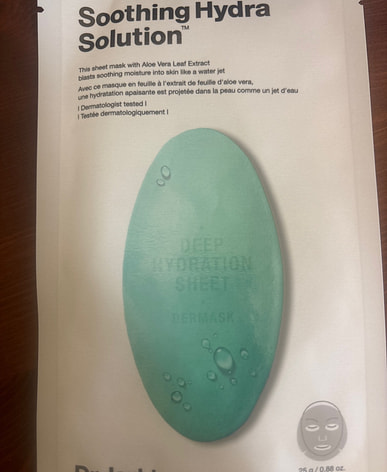 Soothing Hydra
Solution™
This sheet mask with Aloe Vera Leaf Extract
blasts soothing moisture into skin like a water jet
Avec ce masque en feuille à l'extrait de feuille d'aloe vera,
une hydratation apaisante est projetée dans la peau comme un jet d'eau
I Dermatologist tested I
I Testée dermatologiquement I
DEEP
HYDRATION
SHEET
DERMASK
25 g / 0.88 oz.